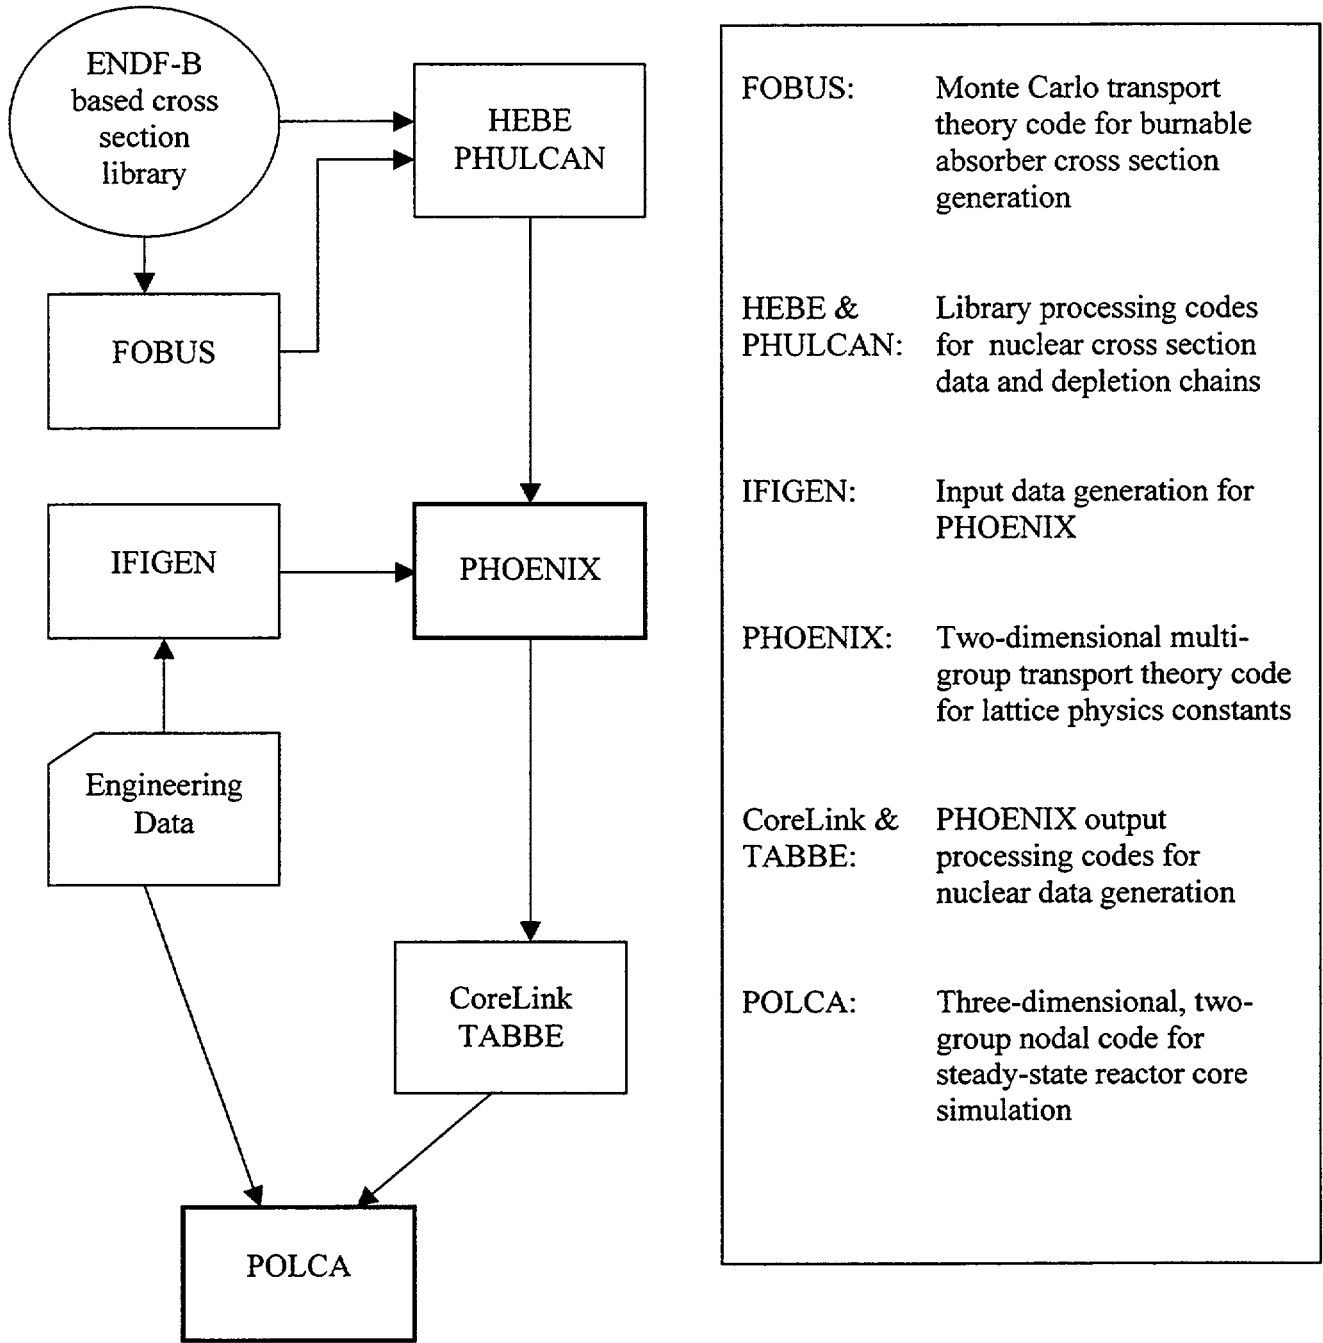 ENDF-B
based cross
section
library
HEBE
PHULCAN
FOBUS
IFIGEN
PHOENIX
Engineering
Data
CoreLink
TABBE
POLCA
FOBUS: Monte Carlo transport
theory code for burnable
absorber cross section
generation
HEBE & Library processing codes
PHULCAN: for nuclear cross section
data and depletion chains
IFIGEN: Input data generation for
PHOENIX
PHOENIX: Two-dimensional multi-
group transport theory code
for lattice physics constants
CoreLink & PHOENIX output
TABBE: processing codes for
nuclear data generation
POLCA: Three-dimensional, two-
group nodal code for
steady-state reactor core
simulation